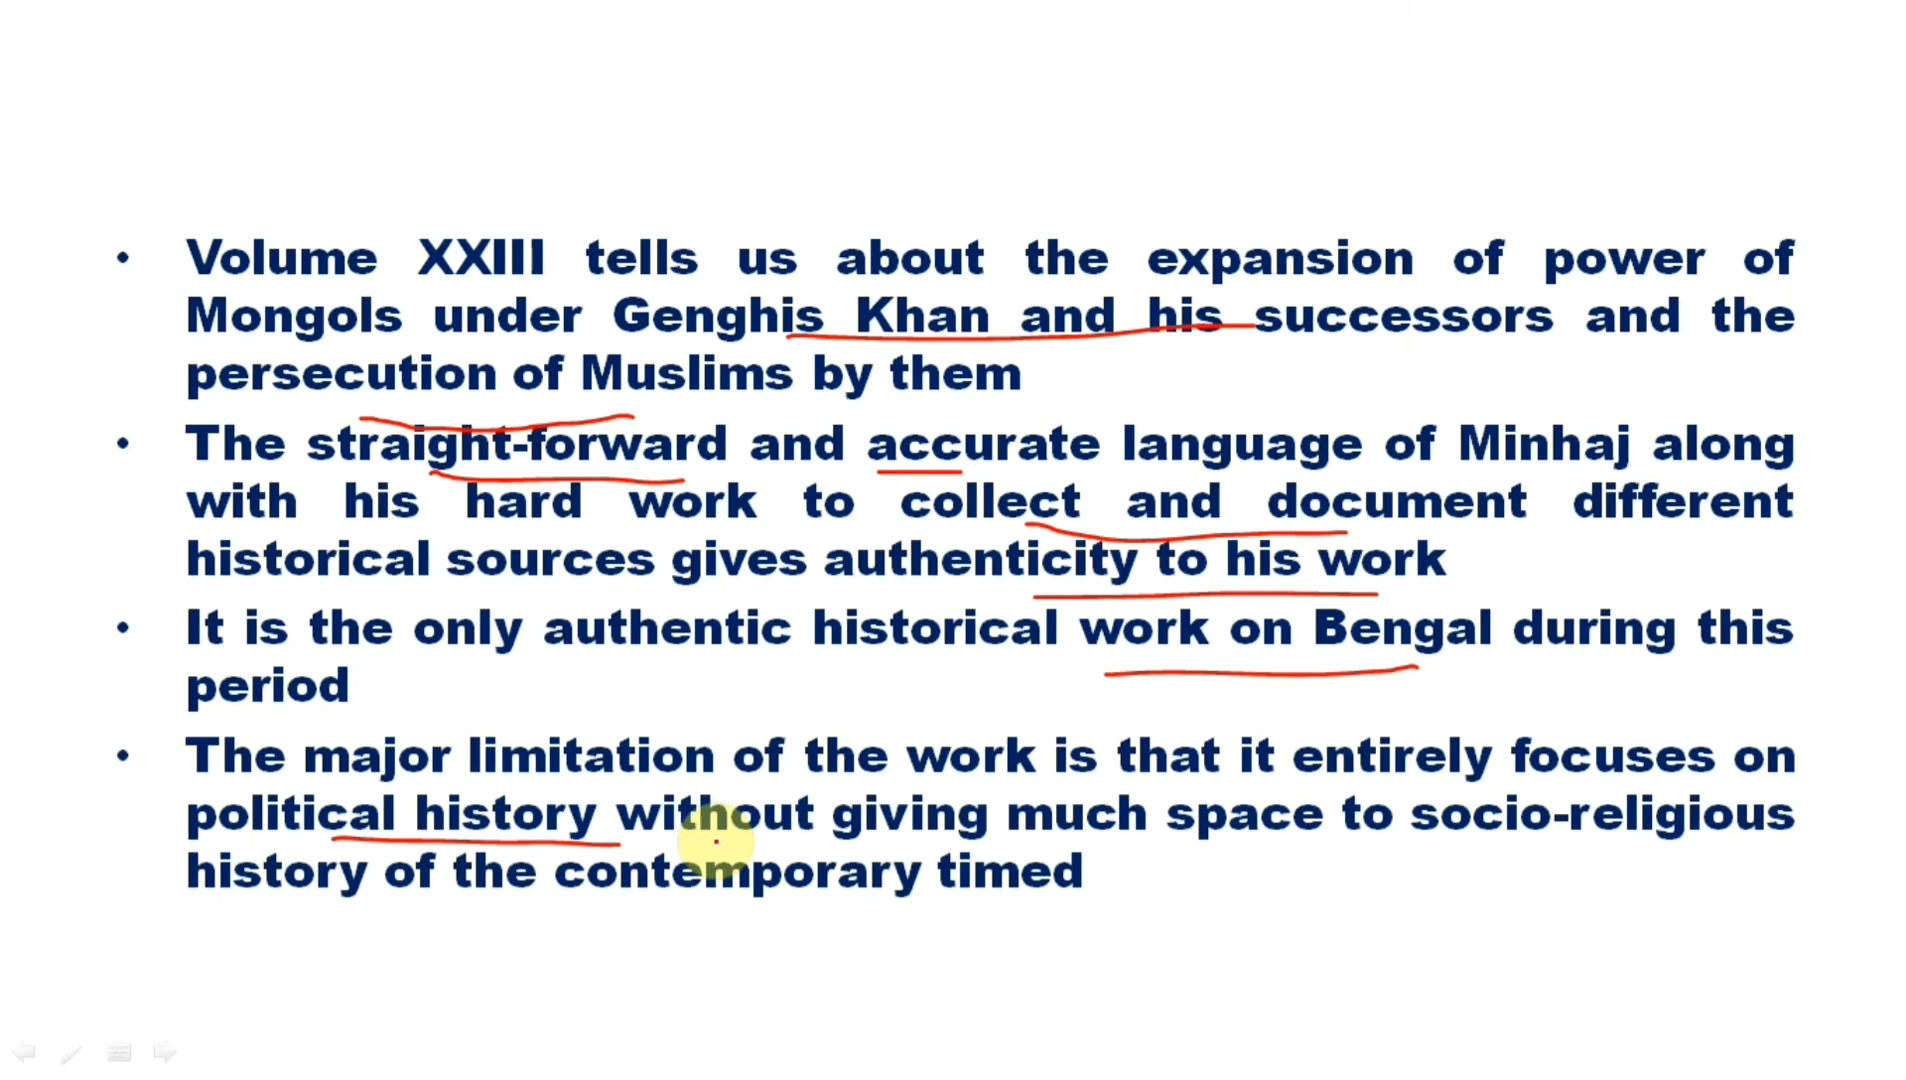 • Volume XXIII tells us about the expansion of power of
Mongols under Genghis Khan and his successors and the
persecution of Muslims by them
• The straight-forward and accurate language of Minhaj along
with his hard work to collect and document different
historical sources gives authenticity to his work
• It is the only authentic historical work on Bengal during this
period
• The major limitation of the work is that it entirely focuses on
political history without giving much space to socio-religious
history of the contemporary timed